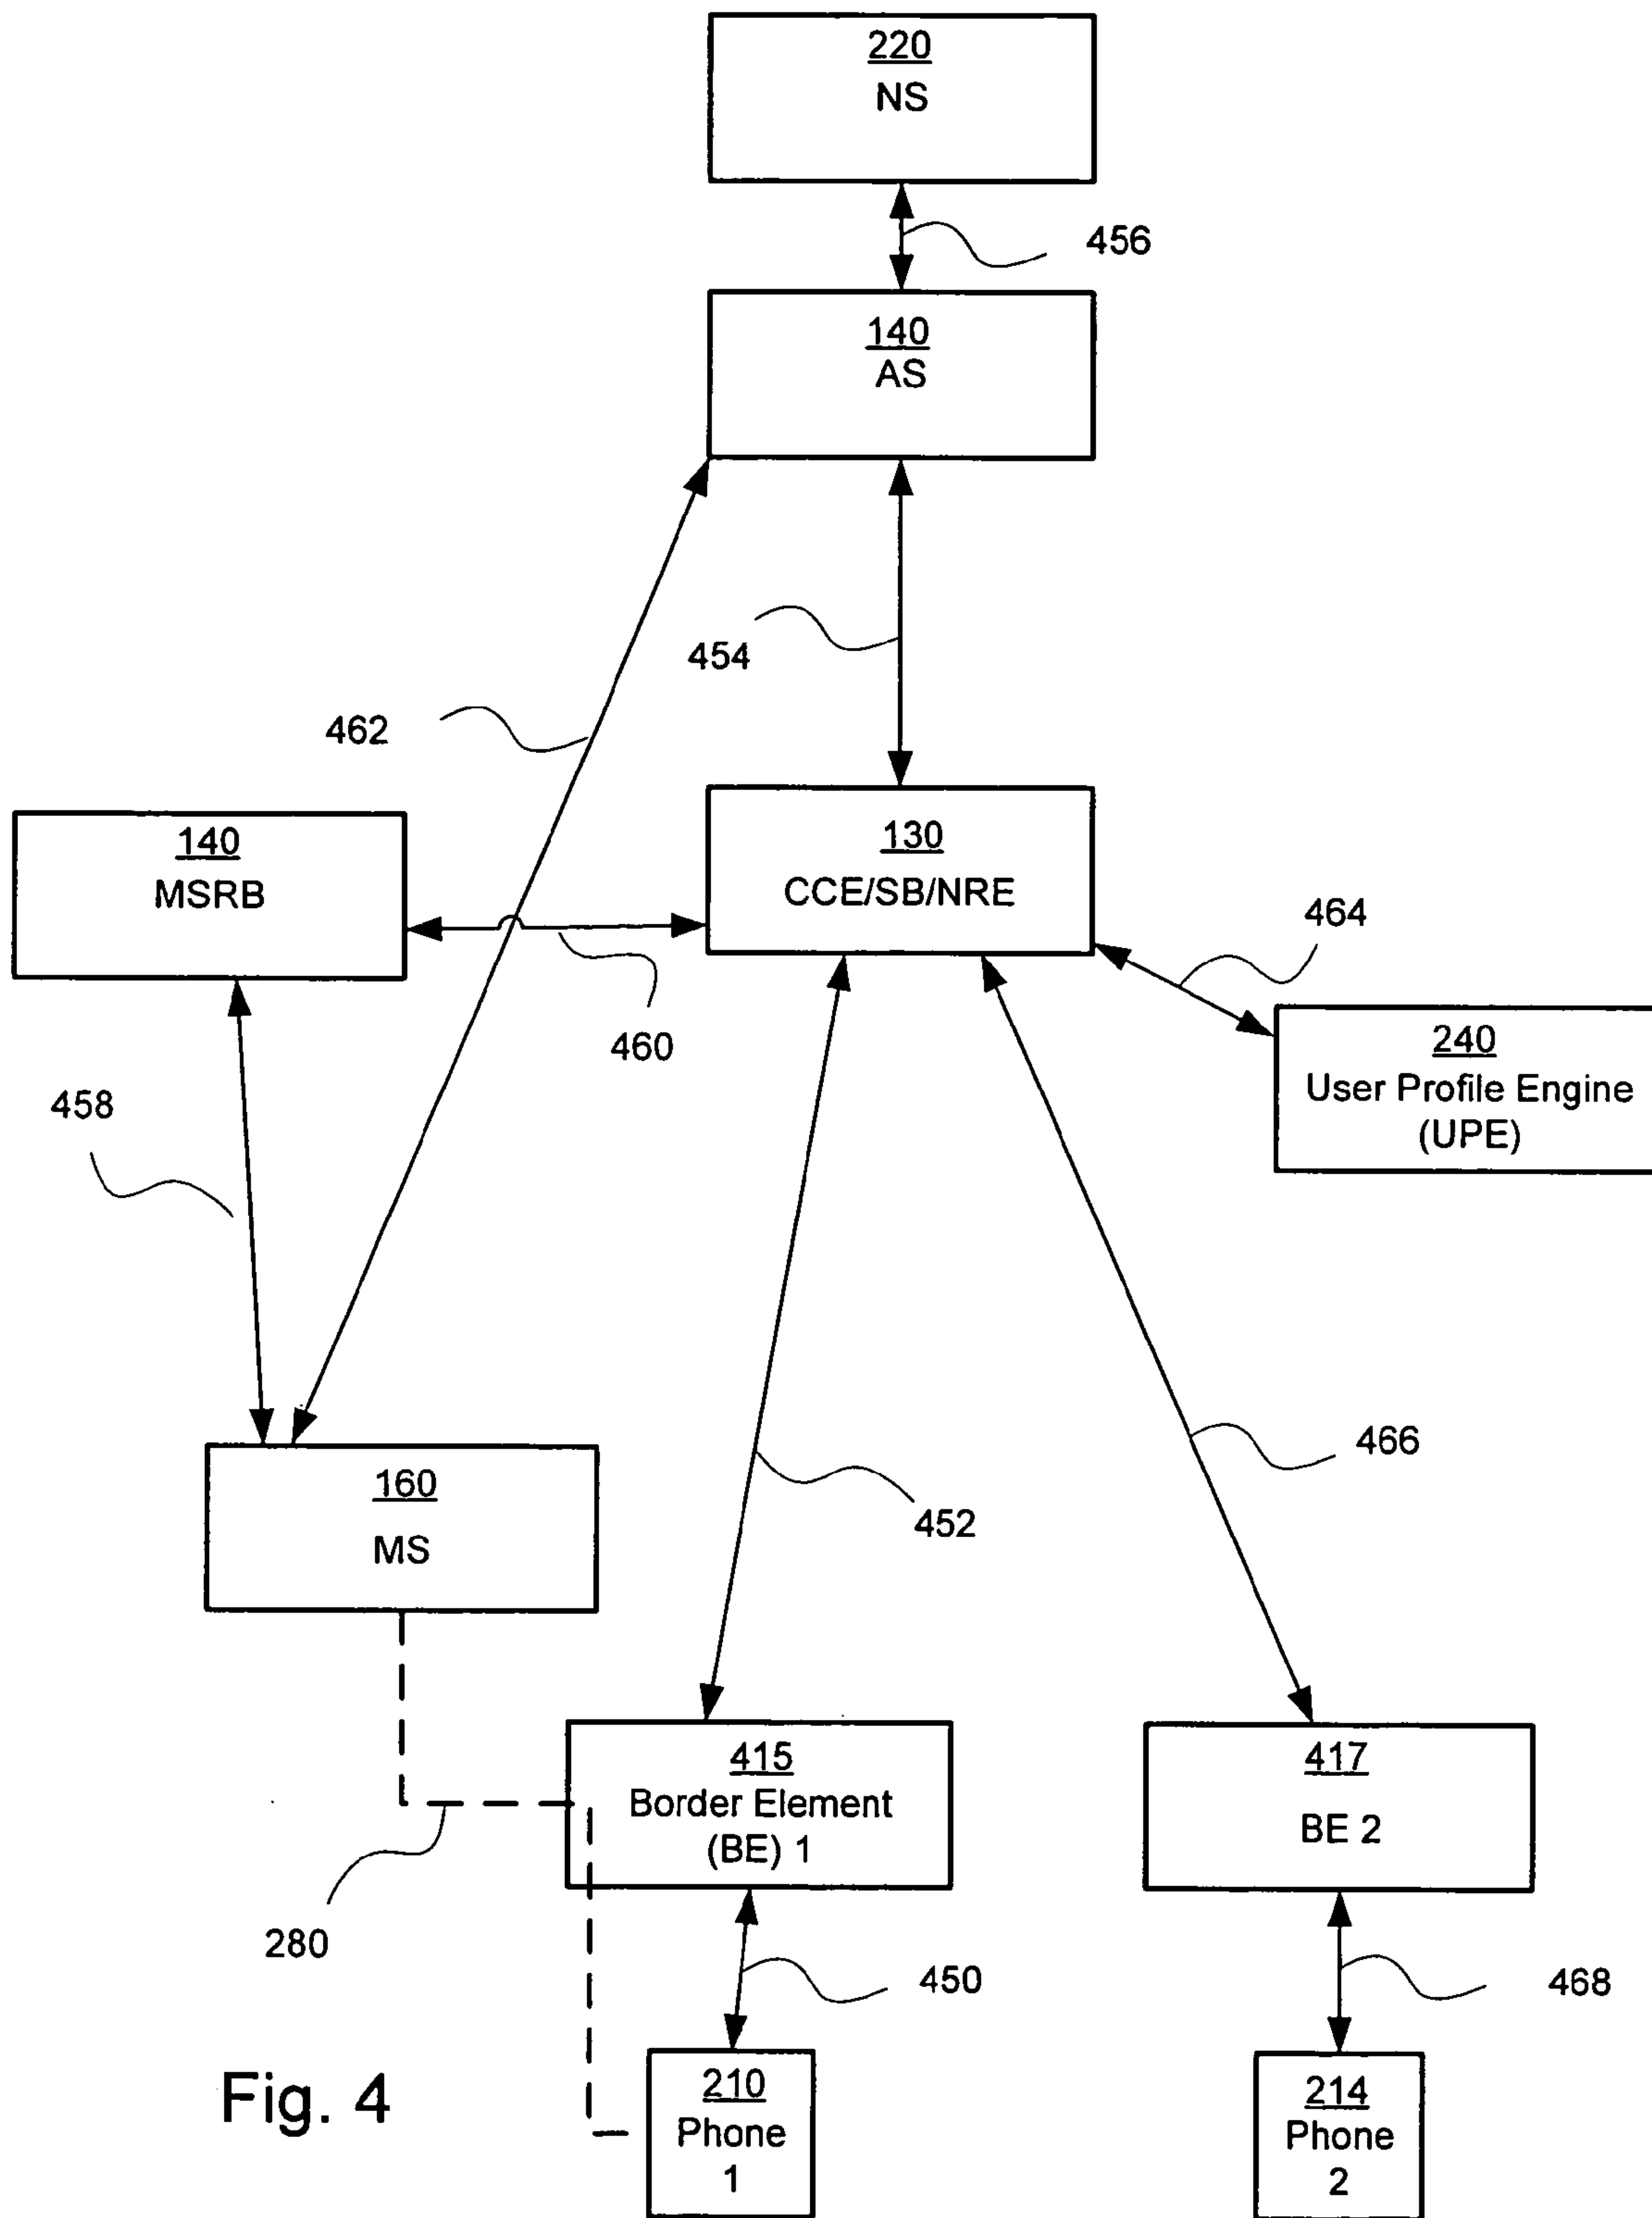 220
NS
456
140
AS
454
462
140
MSRB
130
CCE/SB/NRE
464
460
240
User Profile Engine
(UPE)
458
466
160
MS
452
415
Border Element
(BE) 1
417
BE 2
280
450
468
Fig. 4
210
Phone
1
214
Phone
2